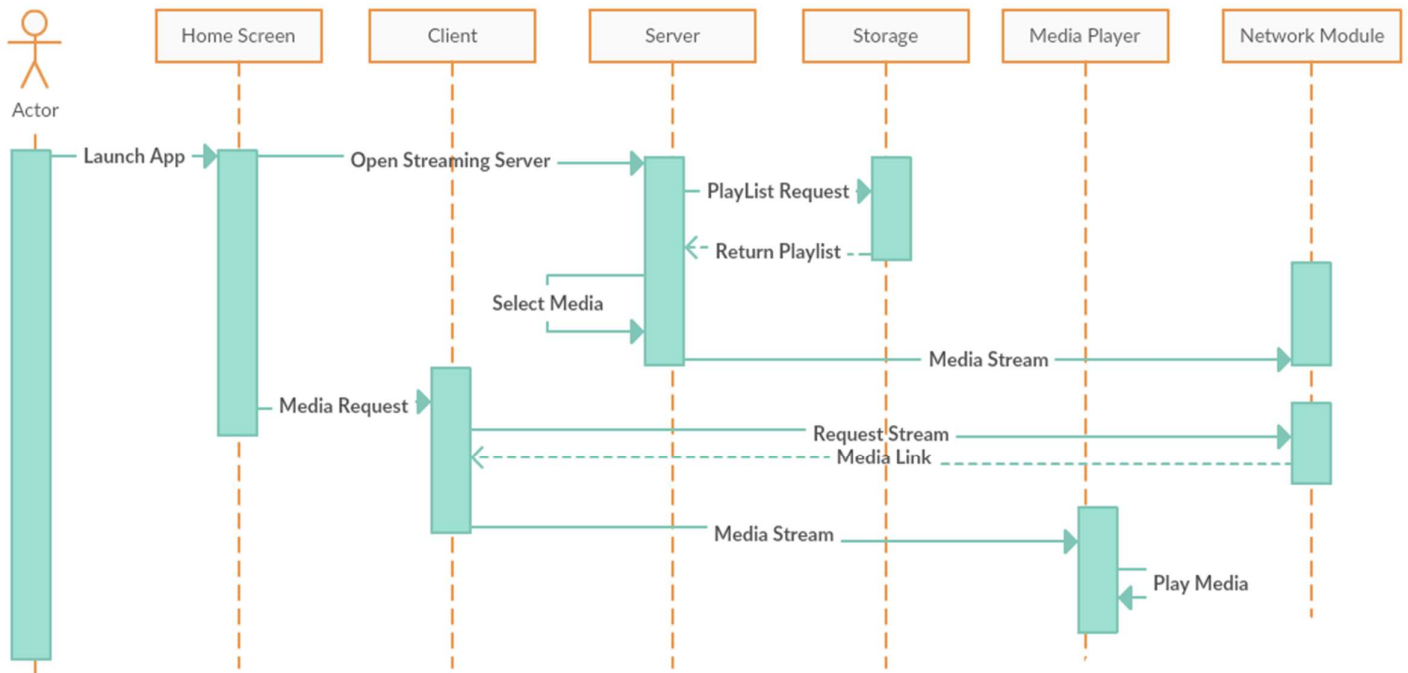 Home Screen
Client
Server
Storage
Media Player
Network Module
Actor
Launch App
Open Streaming Server
PlayList Request
Return Playlist
Select Media
Media Stream
Media Request
Request Stream
Media Link
Media Stream
Play Media